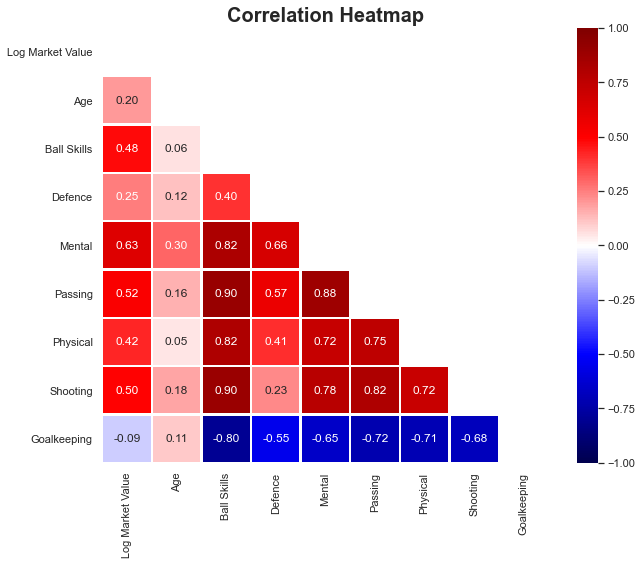 Correlation Heatmap
1.00
Log Market Value
Age 0.20
0.75
Ball Skills 0.48 0.06
0.50
Defence 0.25 0.12 0.40
0.25
Mental 0.63 0.30 0.82 0.66
0.00
Passing 0.52 0.16 0.90 0.57 0.88
−0.25
Physical 0.42 0.05 0.82 0.41 0.72 0.75
−0.50
Shooting 0.50 0.18 0.90 0.23 0.78 0.82 0.72
−0.75
Goalkeeping -0.09 0.11 -0.80 -0.55 -0.65 -0.72 -0.71 -0.68
−1.00
Log Market Value
Age
Ball Skills
Defence
Mental
Passing
Physical
Shooting
Goalkeeping